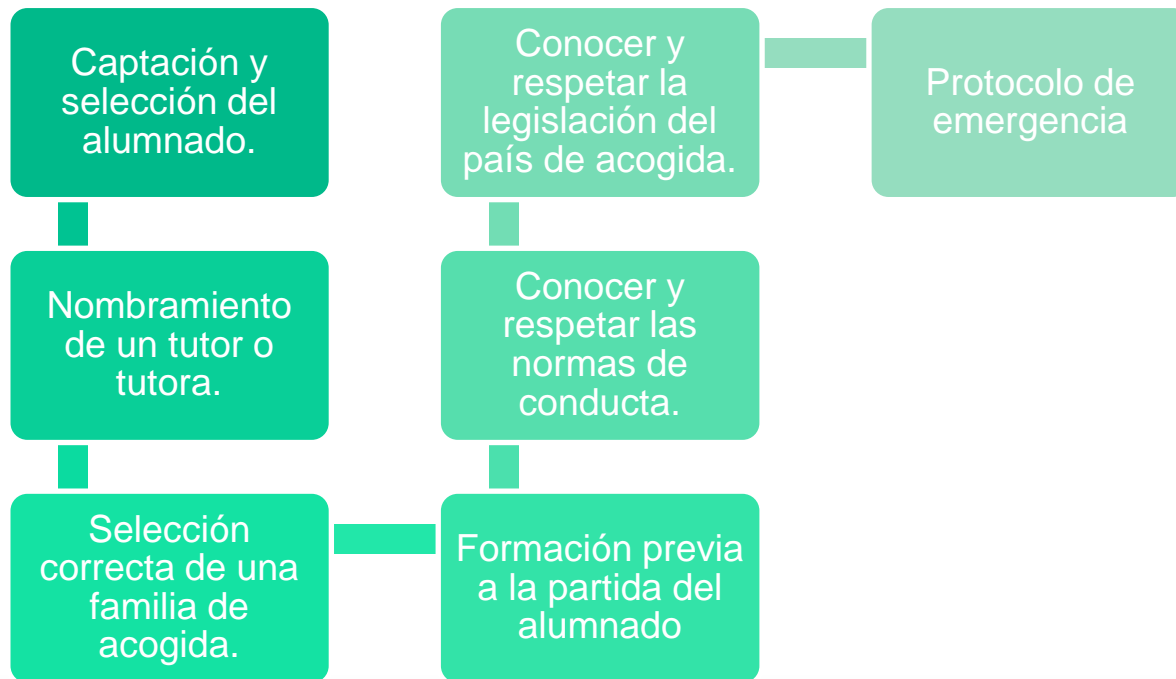 Captación y
selección del
alumnado.
Nombramiento
de un tutor o
tutora.
Selección
correcta de una
familia de
acogida.
Formación previa
a la partida del
alumnado
Conocer y
respetar las
normas de
conducta.
Conocer y
respetar la
legislación del
país de acogida.
Protocolo de
emergencia